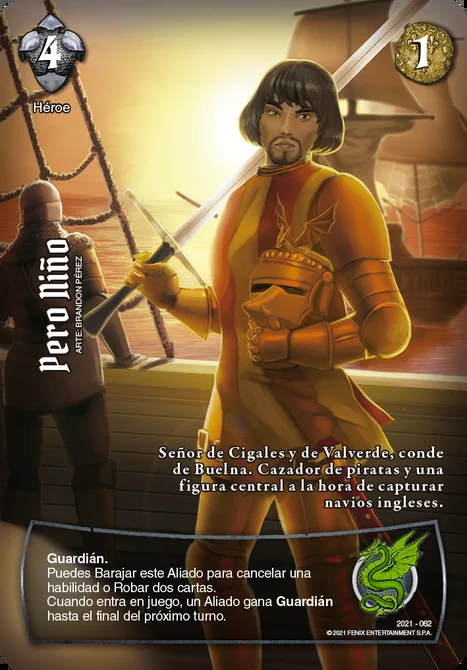 4
1
Héroe
Pero Niño
ARTE: BRANDON PÉREZ
Señor de Cigales y de Valverde, conde
de Buelna. Cazador de piratas y una
figura central a la hora de capturar
navios ingleses.
Guardián.
Puedes Barajar este Aliado para cancelar una
habilidad o Robar dos cartas.
Cuando entra en juego, un Aliado gana Guardián
hasta el final del próximo turno.
2021 - 062
© 2021 FENIX ENTERTAINMENT S.P.A.